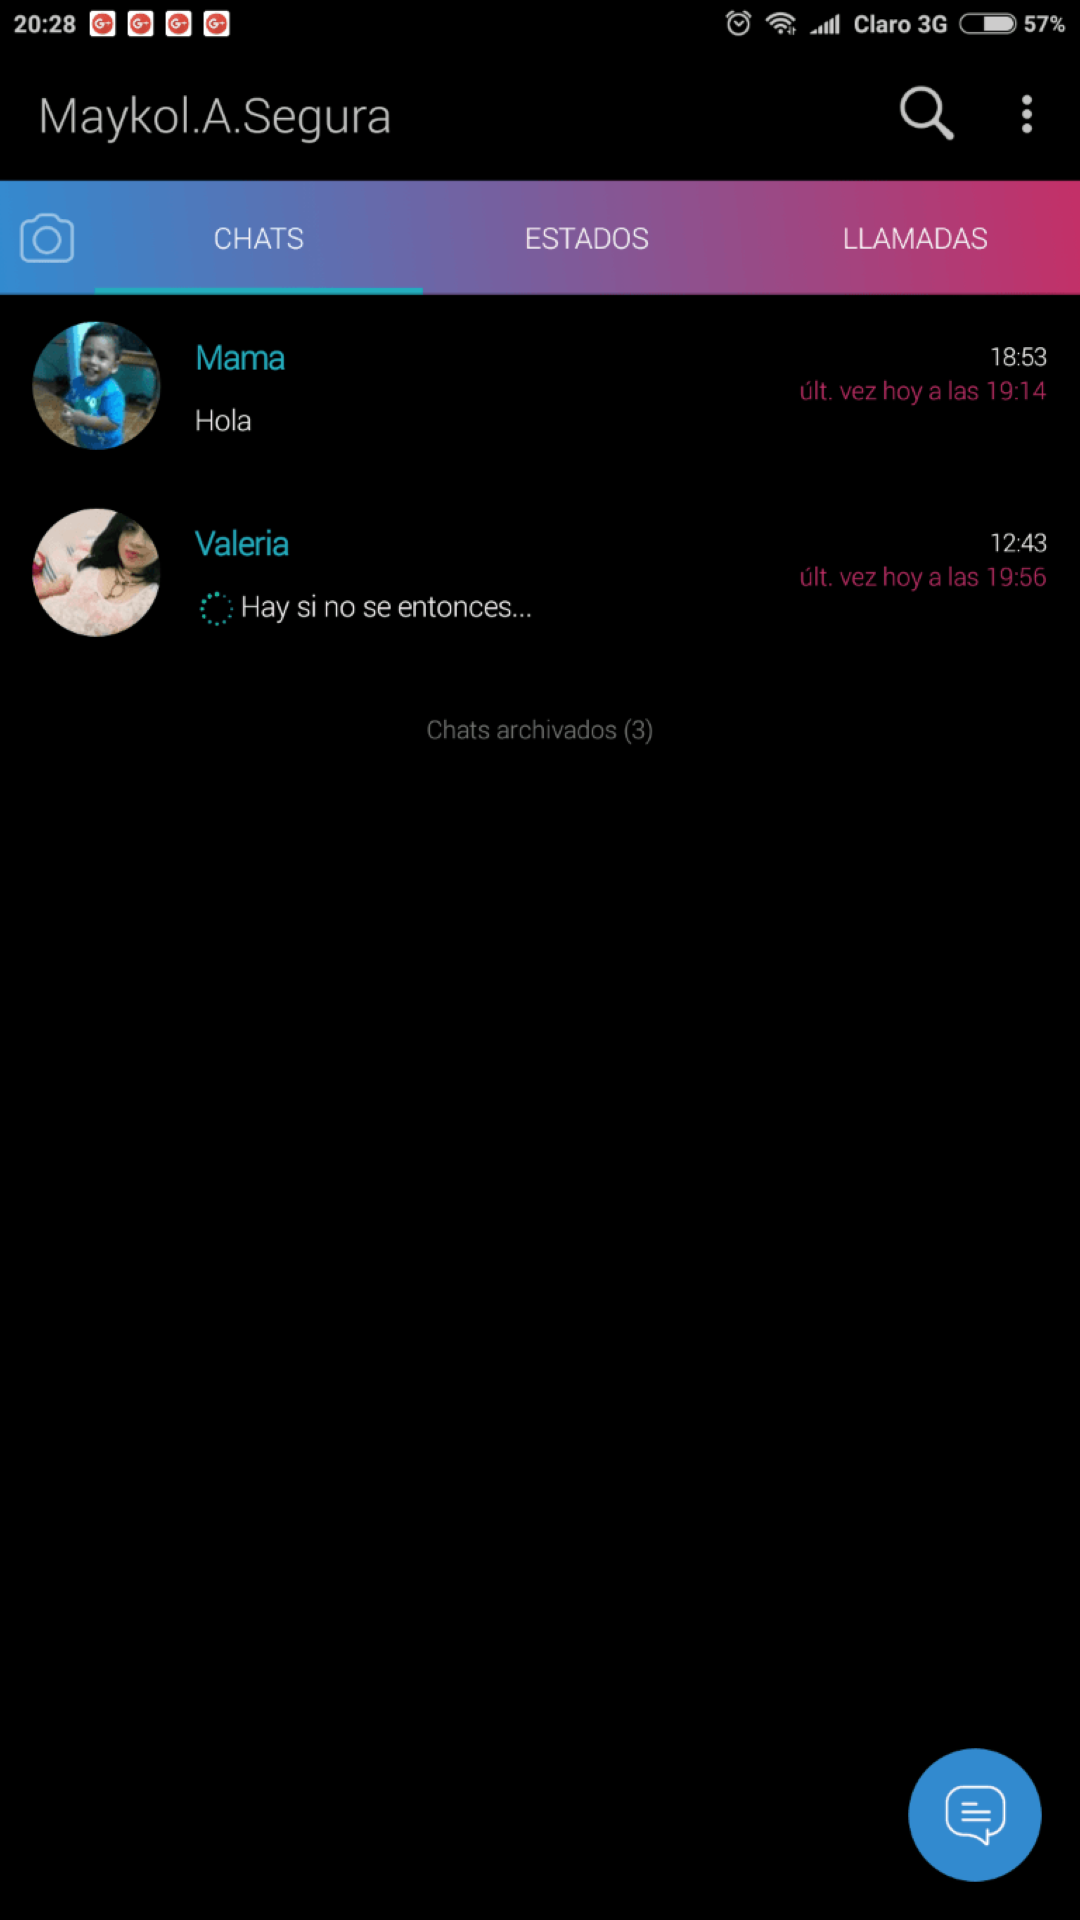 20:28 Claro 3G 57%
Maykol.A.Segura
CHATS ESTADOS LLAMADAS
Mama 18:53
últ. vez hoy a las 19:14
Hola
Valeria 12:43
últ. vez hoy a las 19:56
Hay si no se entonces...
Chats archivados (3)